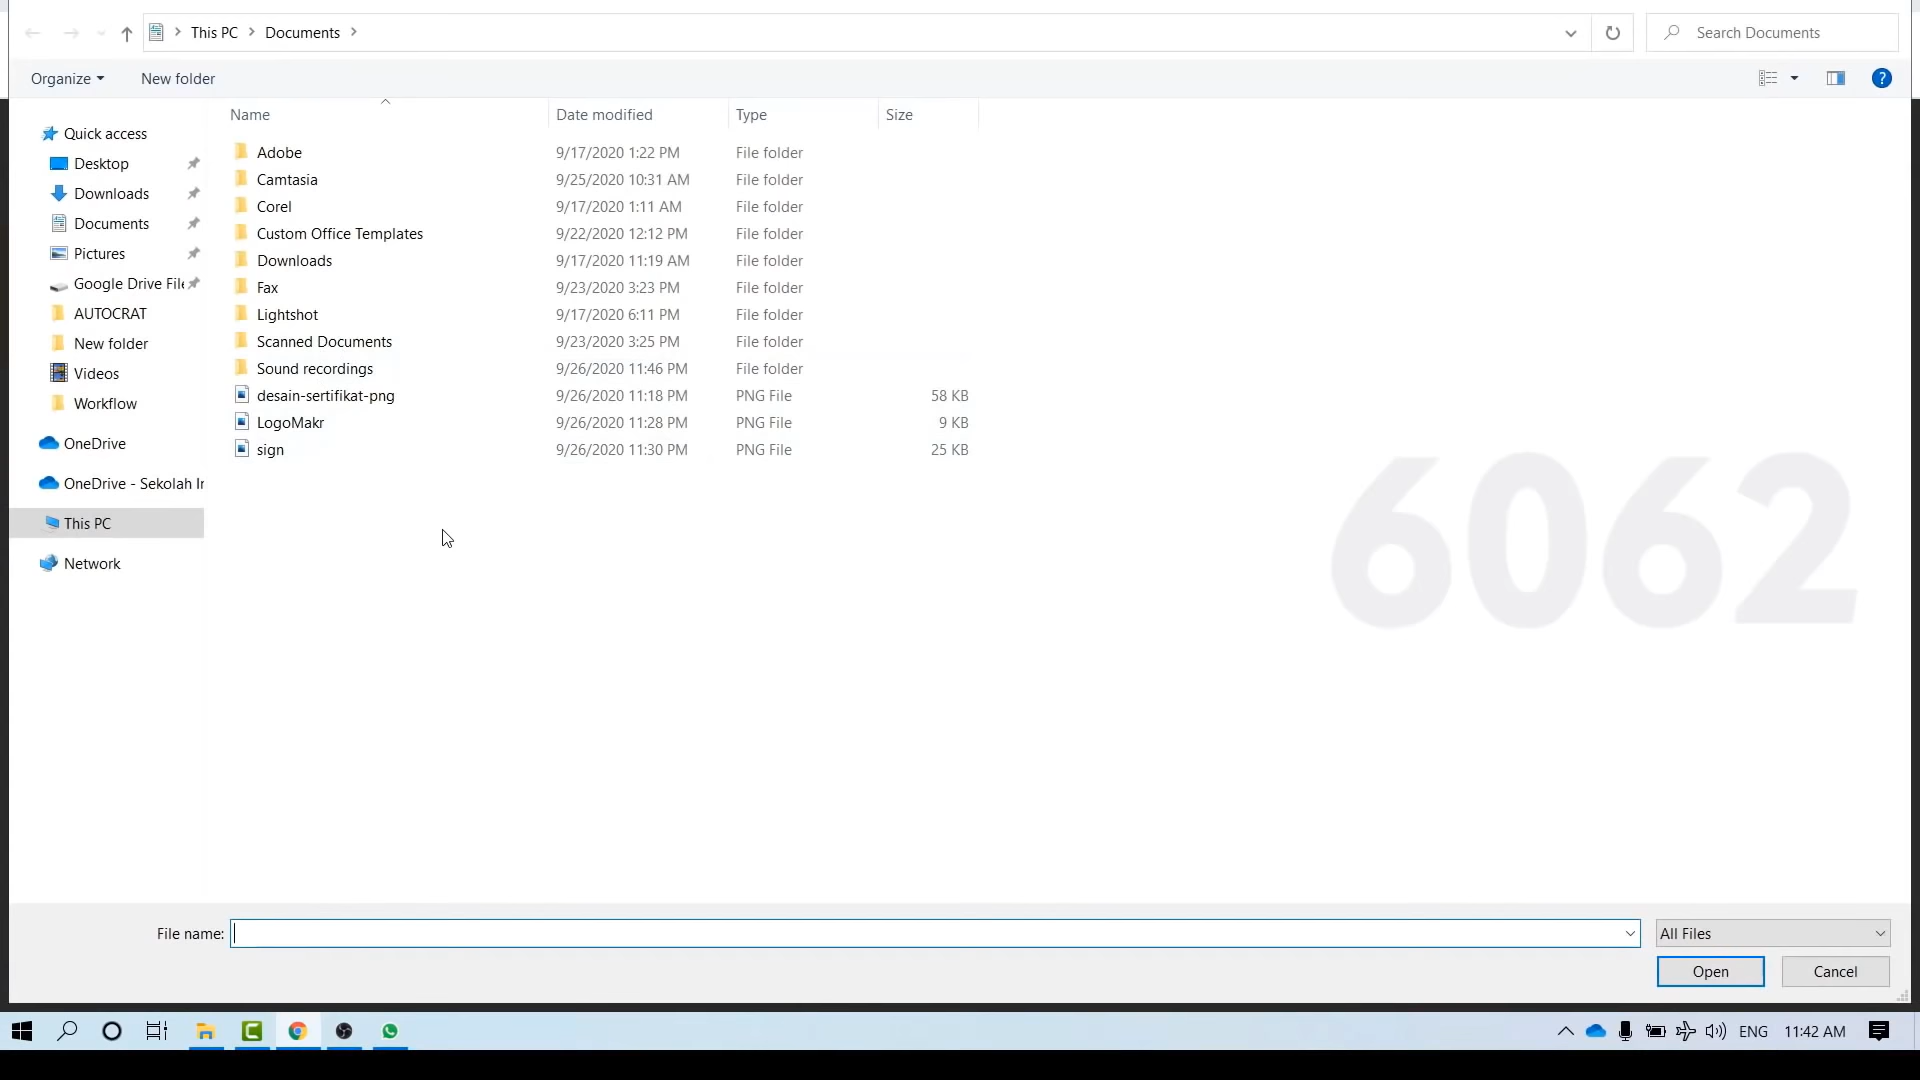 This PC > Documents >
Search Documents
Organize
New folder
?
Name Date modified Type Size
Quick access
Desktop
Downloads
Documents
Pictures
Google Drive File
AUTOCRAT
New folder
Videos
Workflow
OneDrive
OneDrive - Sekolah Ir
This PC
Network
Adobe 9/17/2020 1:22 PM File folder
Camtasia 9/25/2020 10:31 AM File folder
Corel 9/17/2020 1:11 AM File folder
Custom Office Templates 9/22/2020 12:12 PM File folder
Downloads 9/17/2020 11:19 AM File folder
Fax 9/23/2020 3:23 PM File folder
Lightshot 9/17/2020 6:11 PM File folder
Scanned Documents 9/23/2020 3:25 PM File folder
Sound recordings 9/26/2020 11:46 PM File folder
desain-sertifikat-png 9/26/2020 11:18 PM PNG File 58 KB
LogoMakr 9/26/2020 11:28 PM PNG File 9 KB
sign 9/26/2020 11:30 PM PNG File 25 KB
6062
File name:
All Files
Open
Cancel
ENG 11:42 AM